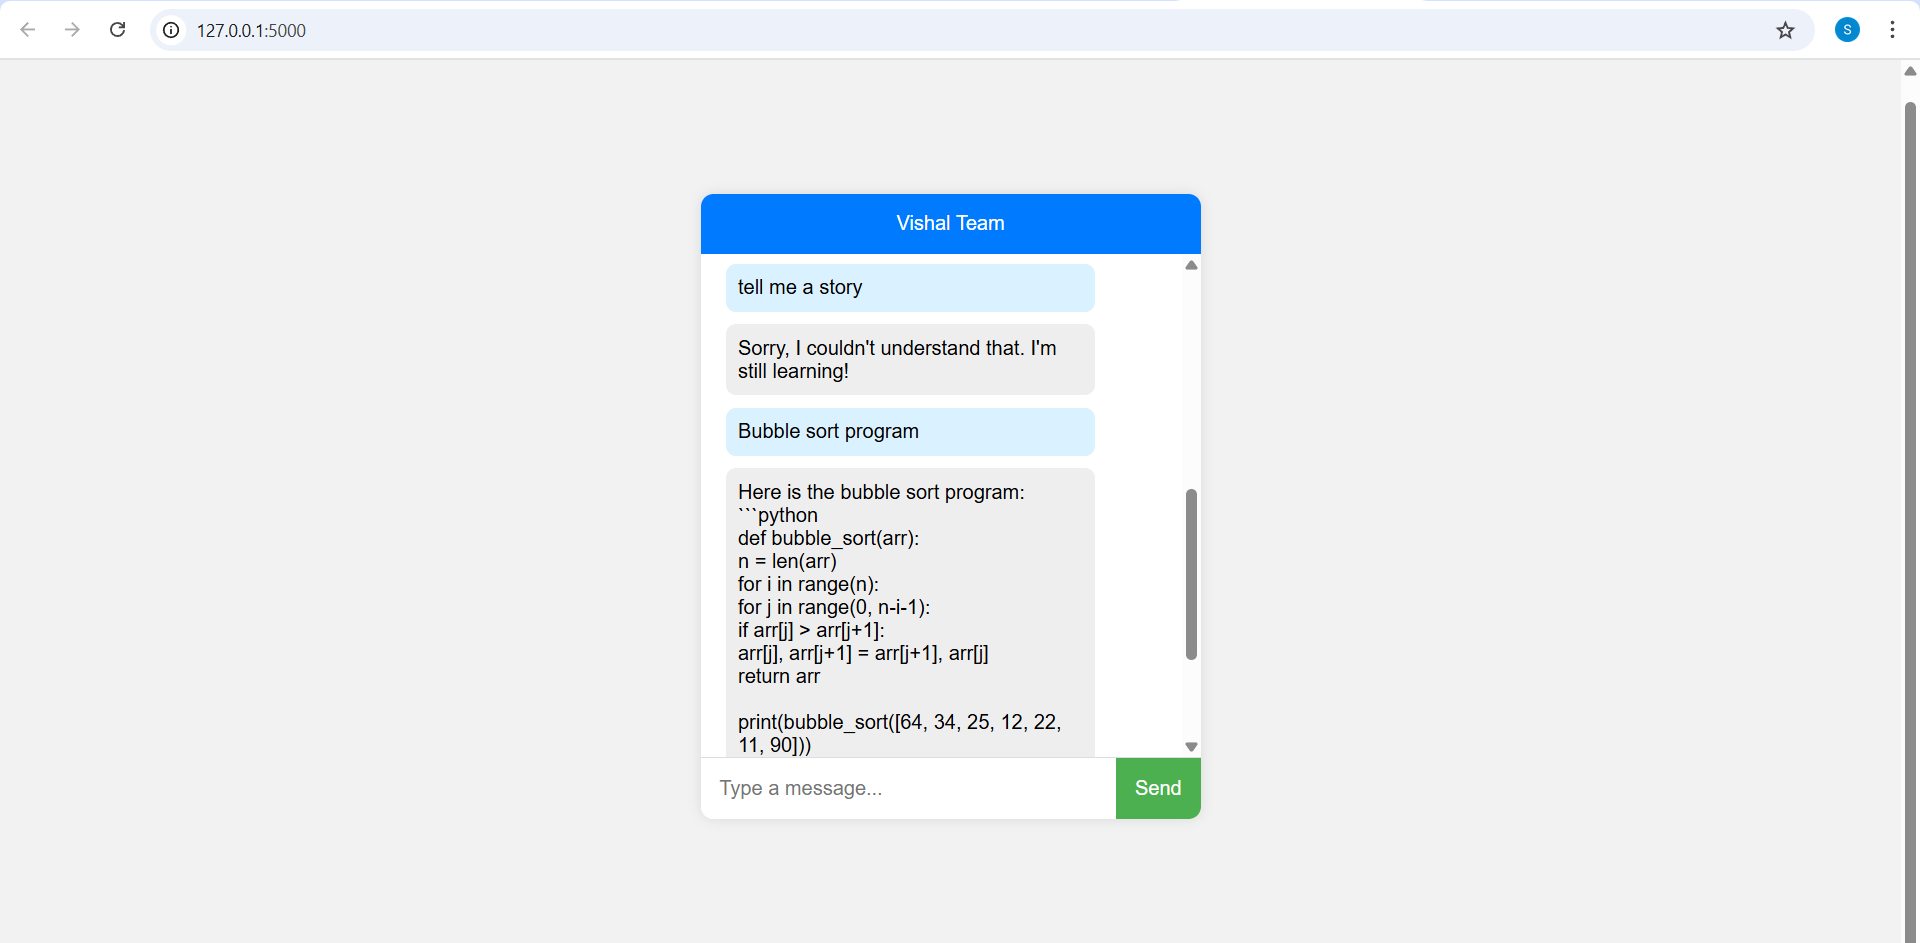 127.0.0.1:5000
S
Vishal Team
tell me a story
Sorry, I couldn't understand that. I'm
still learning!
Bubble sort program
Here is the bubble sort program:
```python
def bubble_sort(arr):
n = len(arr)
for i in range(n):
for j in range(0, n-i-1):
if arr[j] > arr[j+1]:
arr[j], arr[j+1] = arr[j+1], arr[j]
return arr
print(bubble_sort([64, 34, 25, 12, 22,
11, 90]))
Type a message...
Send